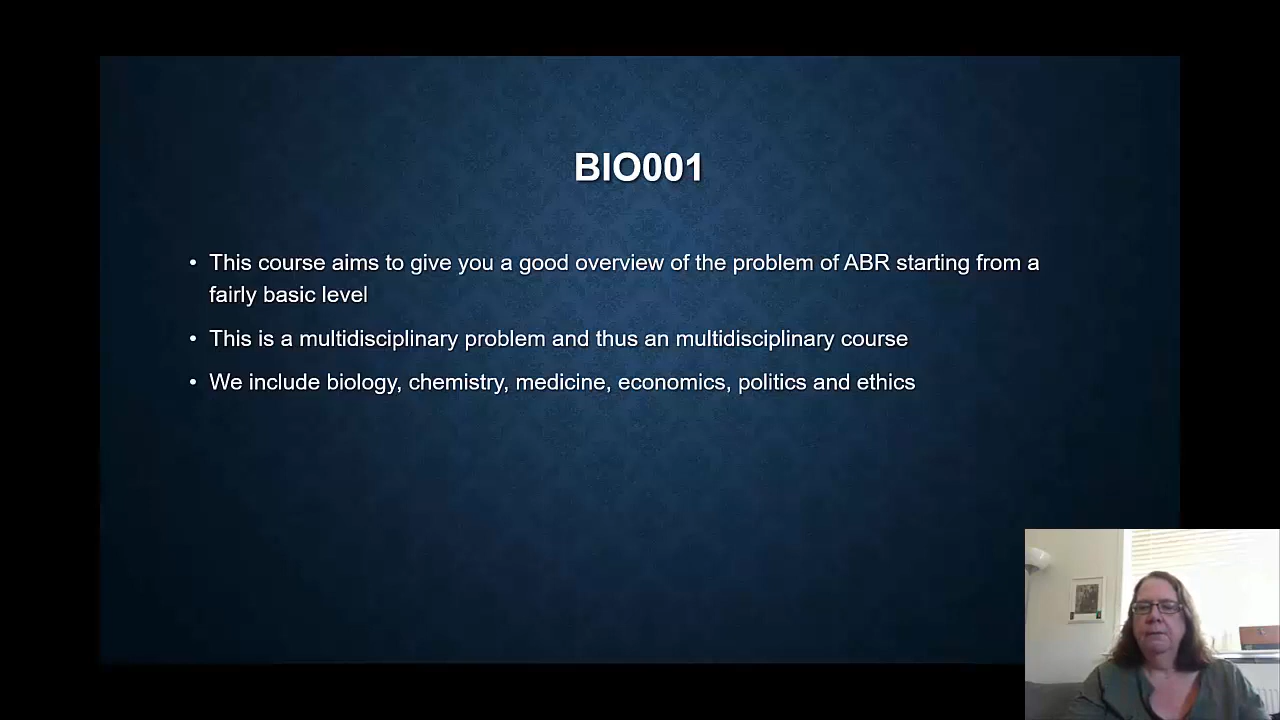 BIO001
• This course aims to give you a good overview of the problem of ABR starting from a
fairly basic level
• This is a multidisciplinary problem and thus an multidisciplinary course
• We include biology, chemistry, medicine, economics, politics and ethics